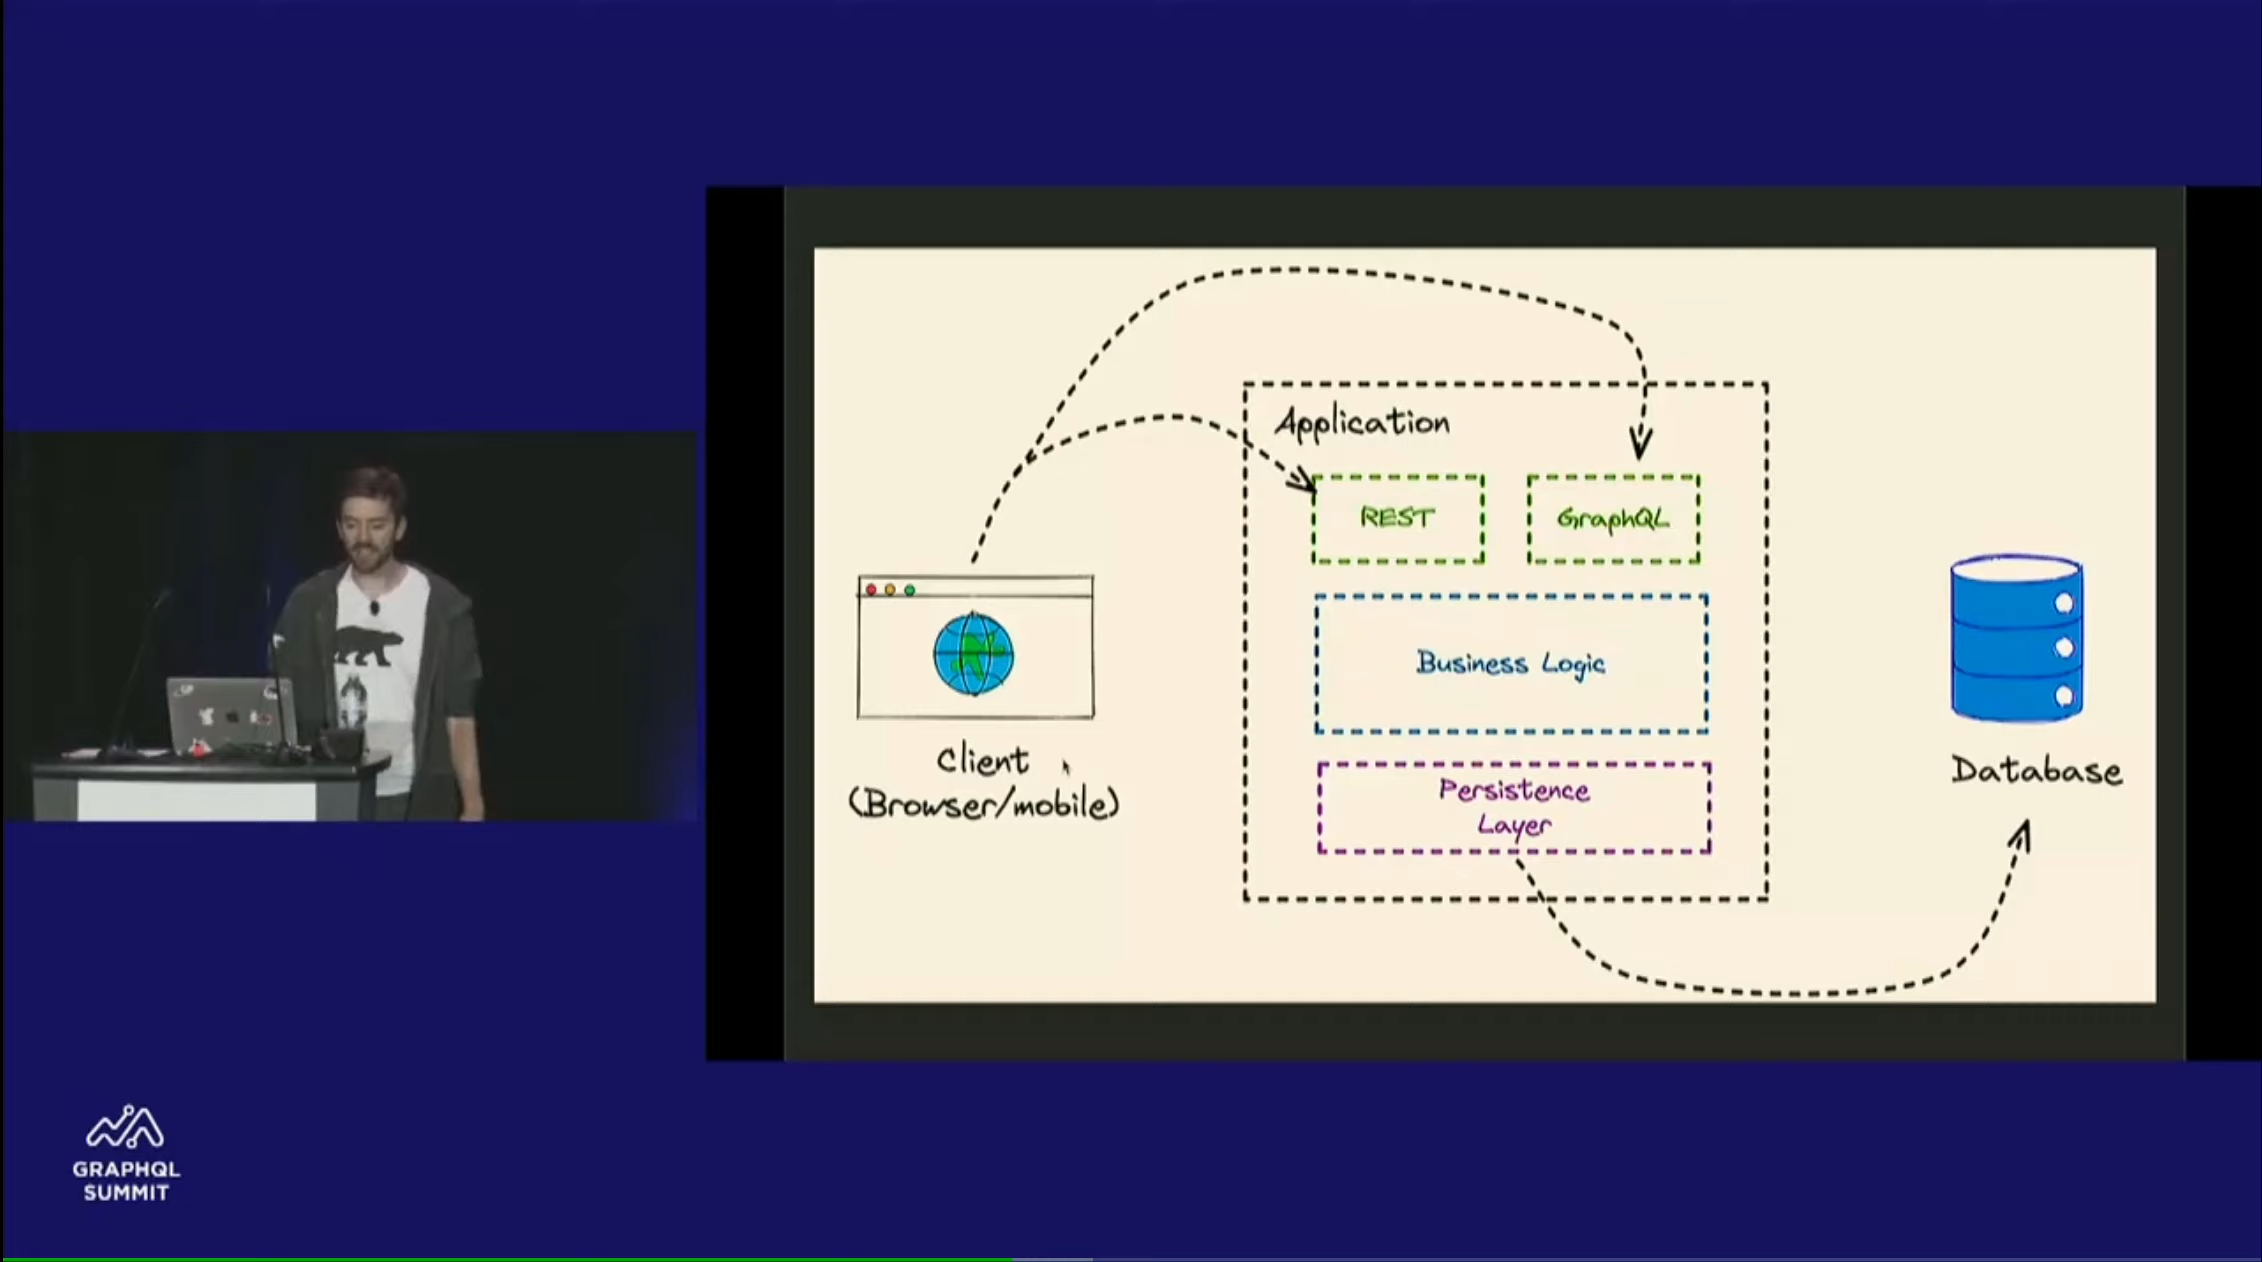 Application
REST
GraphQL
Business Logic
Persistence
Layer
Client
(Browser/mobile)
Database
GRAPHQL
SUMMIT